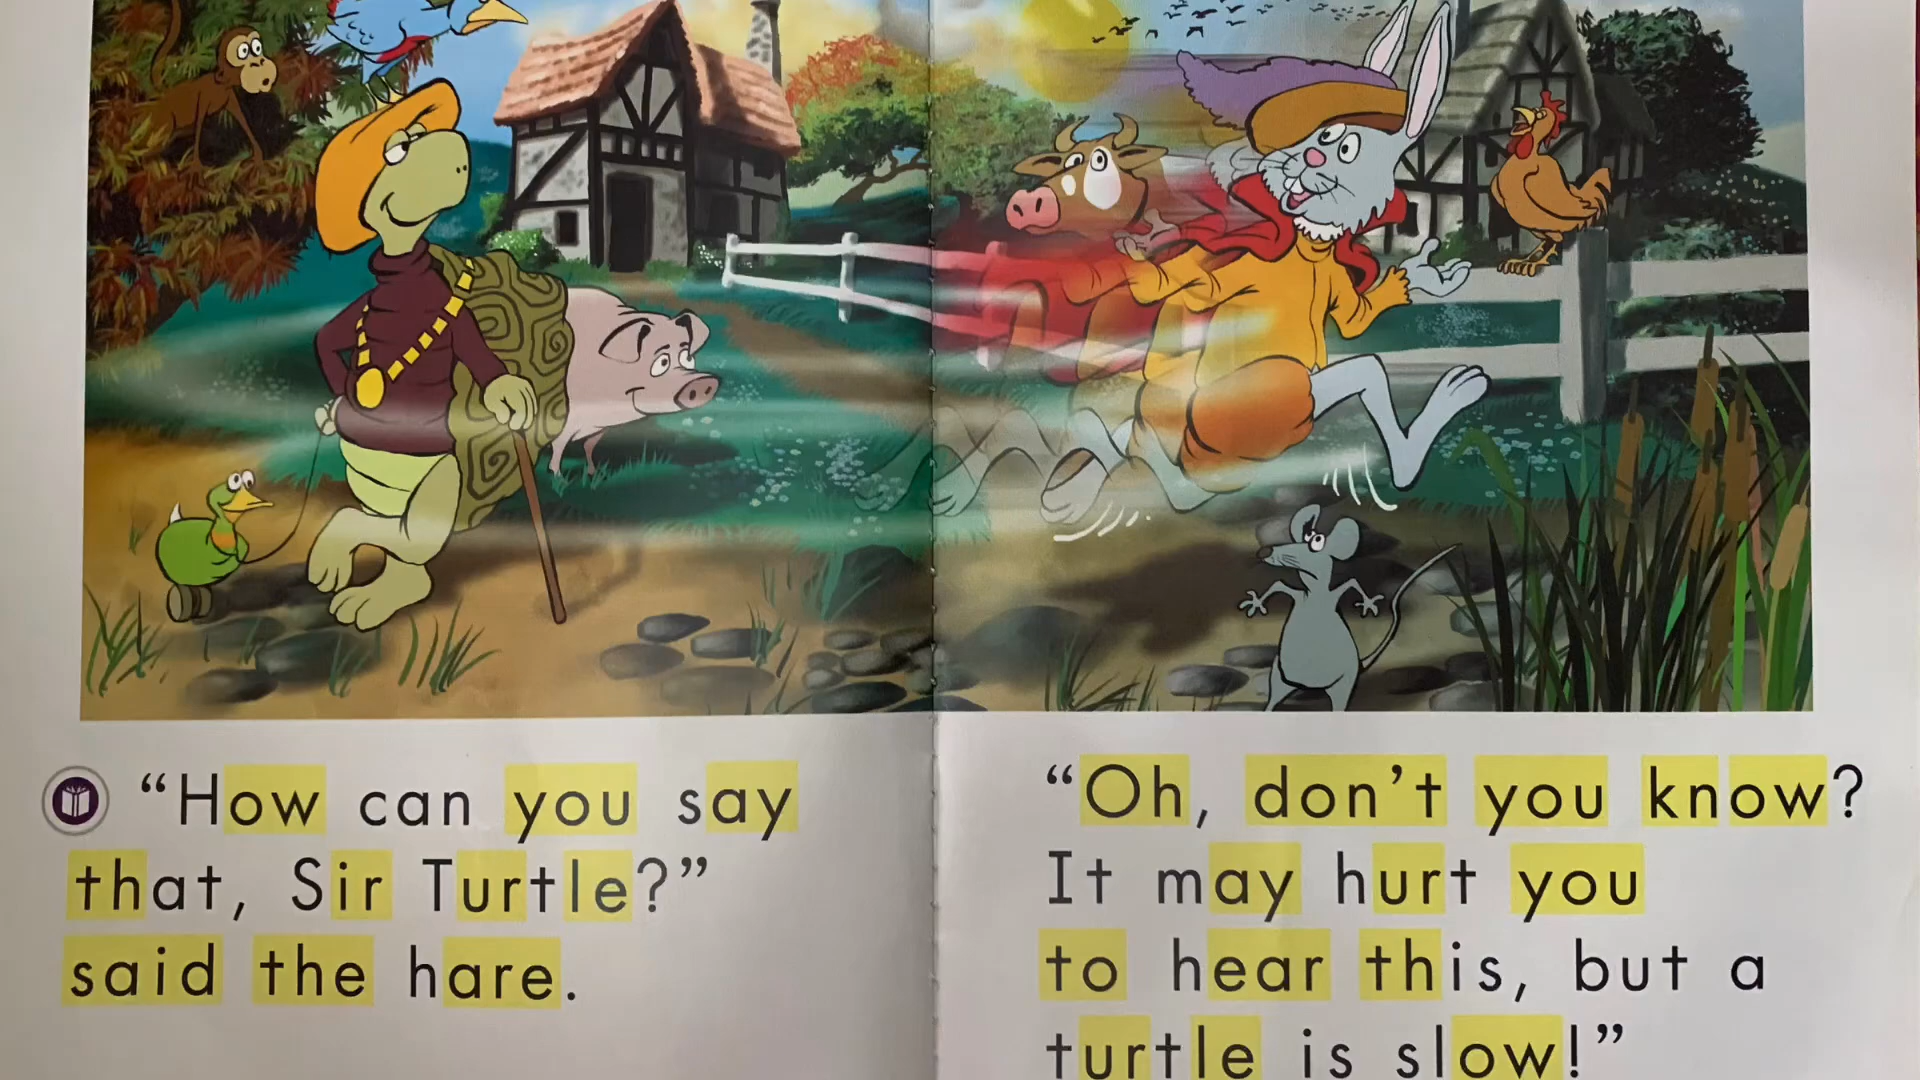 “How can you say
that, Sir Turtle?”
said the hare.
“Oh, don’t you know?
It may hurt you
to hear this, but a
turtle is slow!”